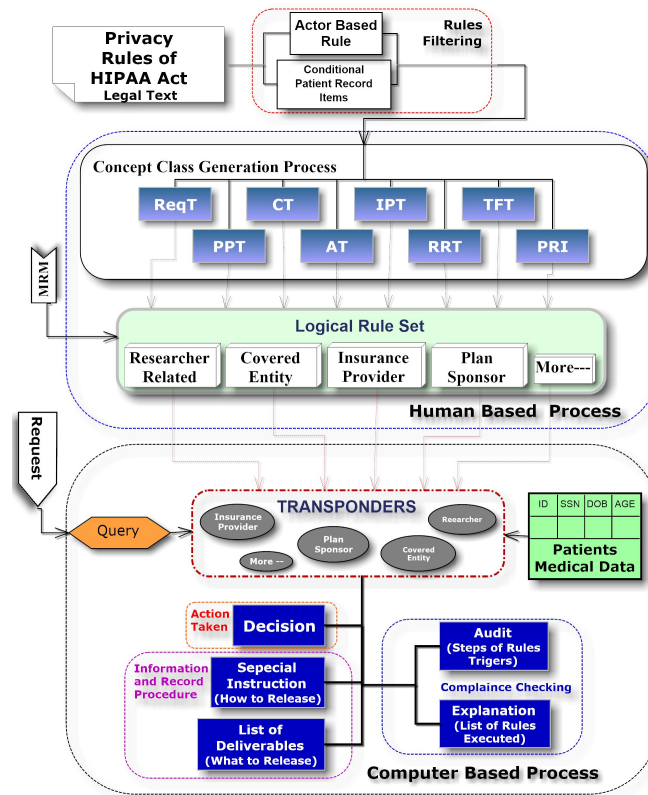 Privacy
Rules of
HIPAA Act
Legal Text
Actor Based
Rule
Conditional
Patient Record
Items
Rules
Filtering
Concept Class Generation Process
ReqT
CT
IPT
TFT
PPT
AT
RRT
PRI
MRM
Logical Rule Set
Researcher
Related
Covered
Entity
Insurance
Provider
Plan
Sponsor
More---
Human Based Process
Request
Query
TRANSPONDERS
Insurance
Provider
Plan
Sponsor
Researcher
More --
Covered
Entity
ID SSN DOB AGE
Patients
Medical Data
Action
Taken
Decision
Information
and Record
Procedure
Sepecial
Instruction
(How to Release)
List of
Deliverables
(What to Release)
Audit
(Steps of Rules
Trigers)
Complaince Checking
Explanation
(List of Rules
Executed)
Computer Based Process